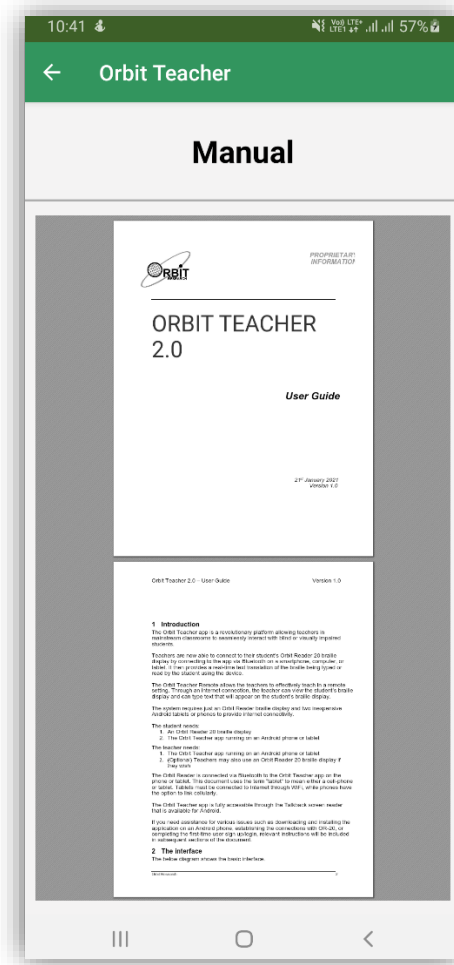 10:41
Vo)) LTE+
LTE1 57%
Orbit Teacher
Manual
ORBIT
PROPRIETARY
INFORMATION
ORBIT TEACHER
2.0
User Guide
21st January 2021
Version 1.0
Orbit Teacher 2.0 - User Guide Version 1.0
1 Introduction
The Orbit Teacher app is a revolutionary platform allowing teachers in
mainstream classrooms to seamlessly interact with blind or visually impaired
students.
Teachers are now able to connect to their student's Orbit Reader 20 braille
display by connecting to the app via Bluetooth on a smartphone, computer, or
tablet. It then provides a real-time text translation of the braille being typed or
read by the student using the device.
The Orbit Teacher Remote allows the teachers to effectively teach in a remote
setting. Through an Internet connection, the teacher can view the student's braille
display and can type text that will appear on the student's braille display.
The system requires just an Orbit Reader braille display and two inexpensive
Android tablets or phones to provide internet connectivity.
The student needs:
1. An Orbit Reader 20 braille display
2. The Orbit Teacher app running on an Android phone or tablet
The teacher needs:
1. The Orbit Teacher app running on an Android phone or tablet
2. (Optional) Teachers may also use an Orbit Reader 20 braille display if
they wish
The Orbit Reader is connected via Bluetooth to the Orbit Teacher app on the
phone or tablet. This document uses the term "tablet" to mean either a cell-phone
or tablet. Tablets must be connected to Internet through WiFi, while phones have
the option to link cellularly.
The Orbit Teacher app is fully accessible through the Talkback screen reader
that is available for Android.
If you need assistance for various issues such as downloading and installing the
application on an Android phone, establishing the connections with OR-20, or
completing the first-time user sign up/login, relevant instructions will be included
in subsequent sections of the document.
2 The interface
The below diagram shows the basic interface.